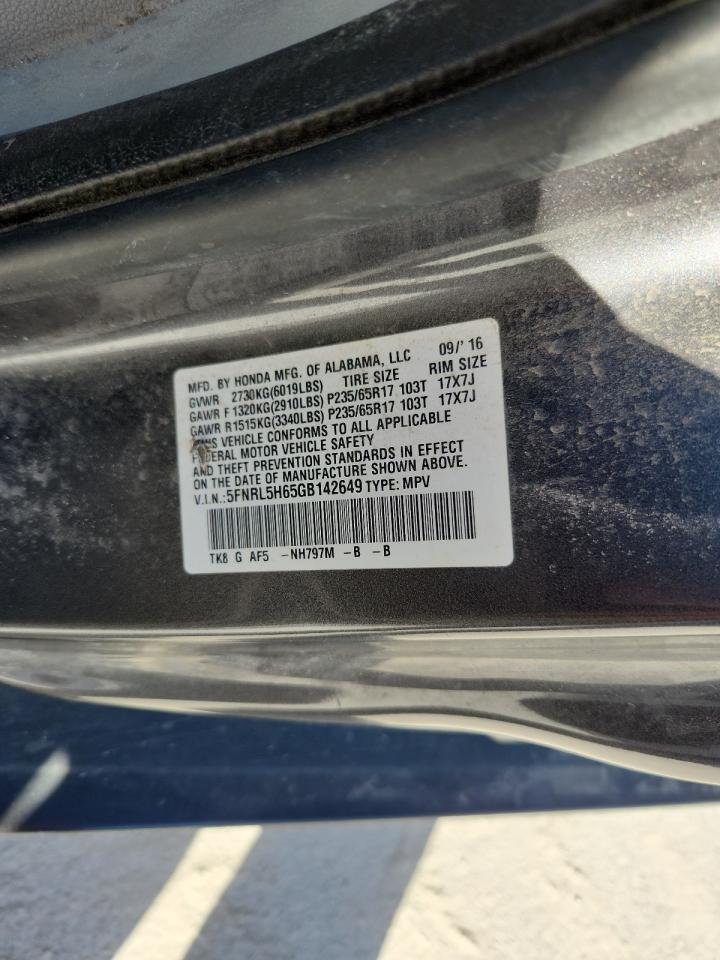 MFD. BY HONDA MFG. OF ALABAMA, LLC 09/' 16
GVWR 2730KG(6019LBS) TIRE SIZE RIM SIZE
GAWR F 1320KG(2910LBS) P235/65R17 103T 17X7J
GAWR R1515KG(3340LBS) P235/65R17 103T 17X7J
THIS VEHICLE CONFORMS TO ALL APPLICABLE
FEDERAL MOTOR VEHICLE SAFETY
AND THEFT PREVENTION STANDARDS IN EFFECT
ON THE DATE OF MANUFACTURE SHOWN ABOVE.
V.I.N.:5FNRL5H65GB142649 TYPE: MPV
TK8 G AF5 -NH797M -B -B